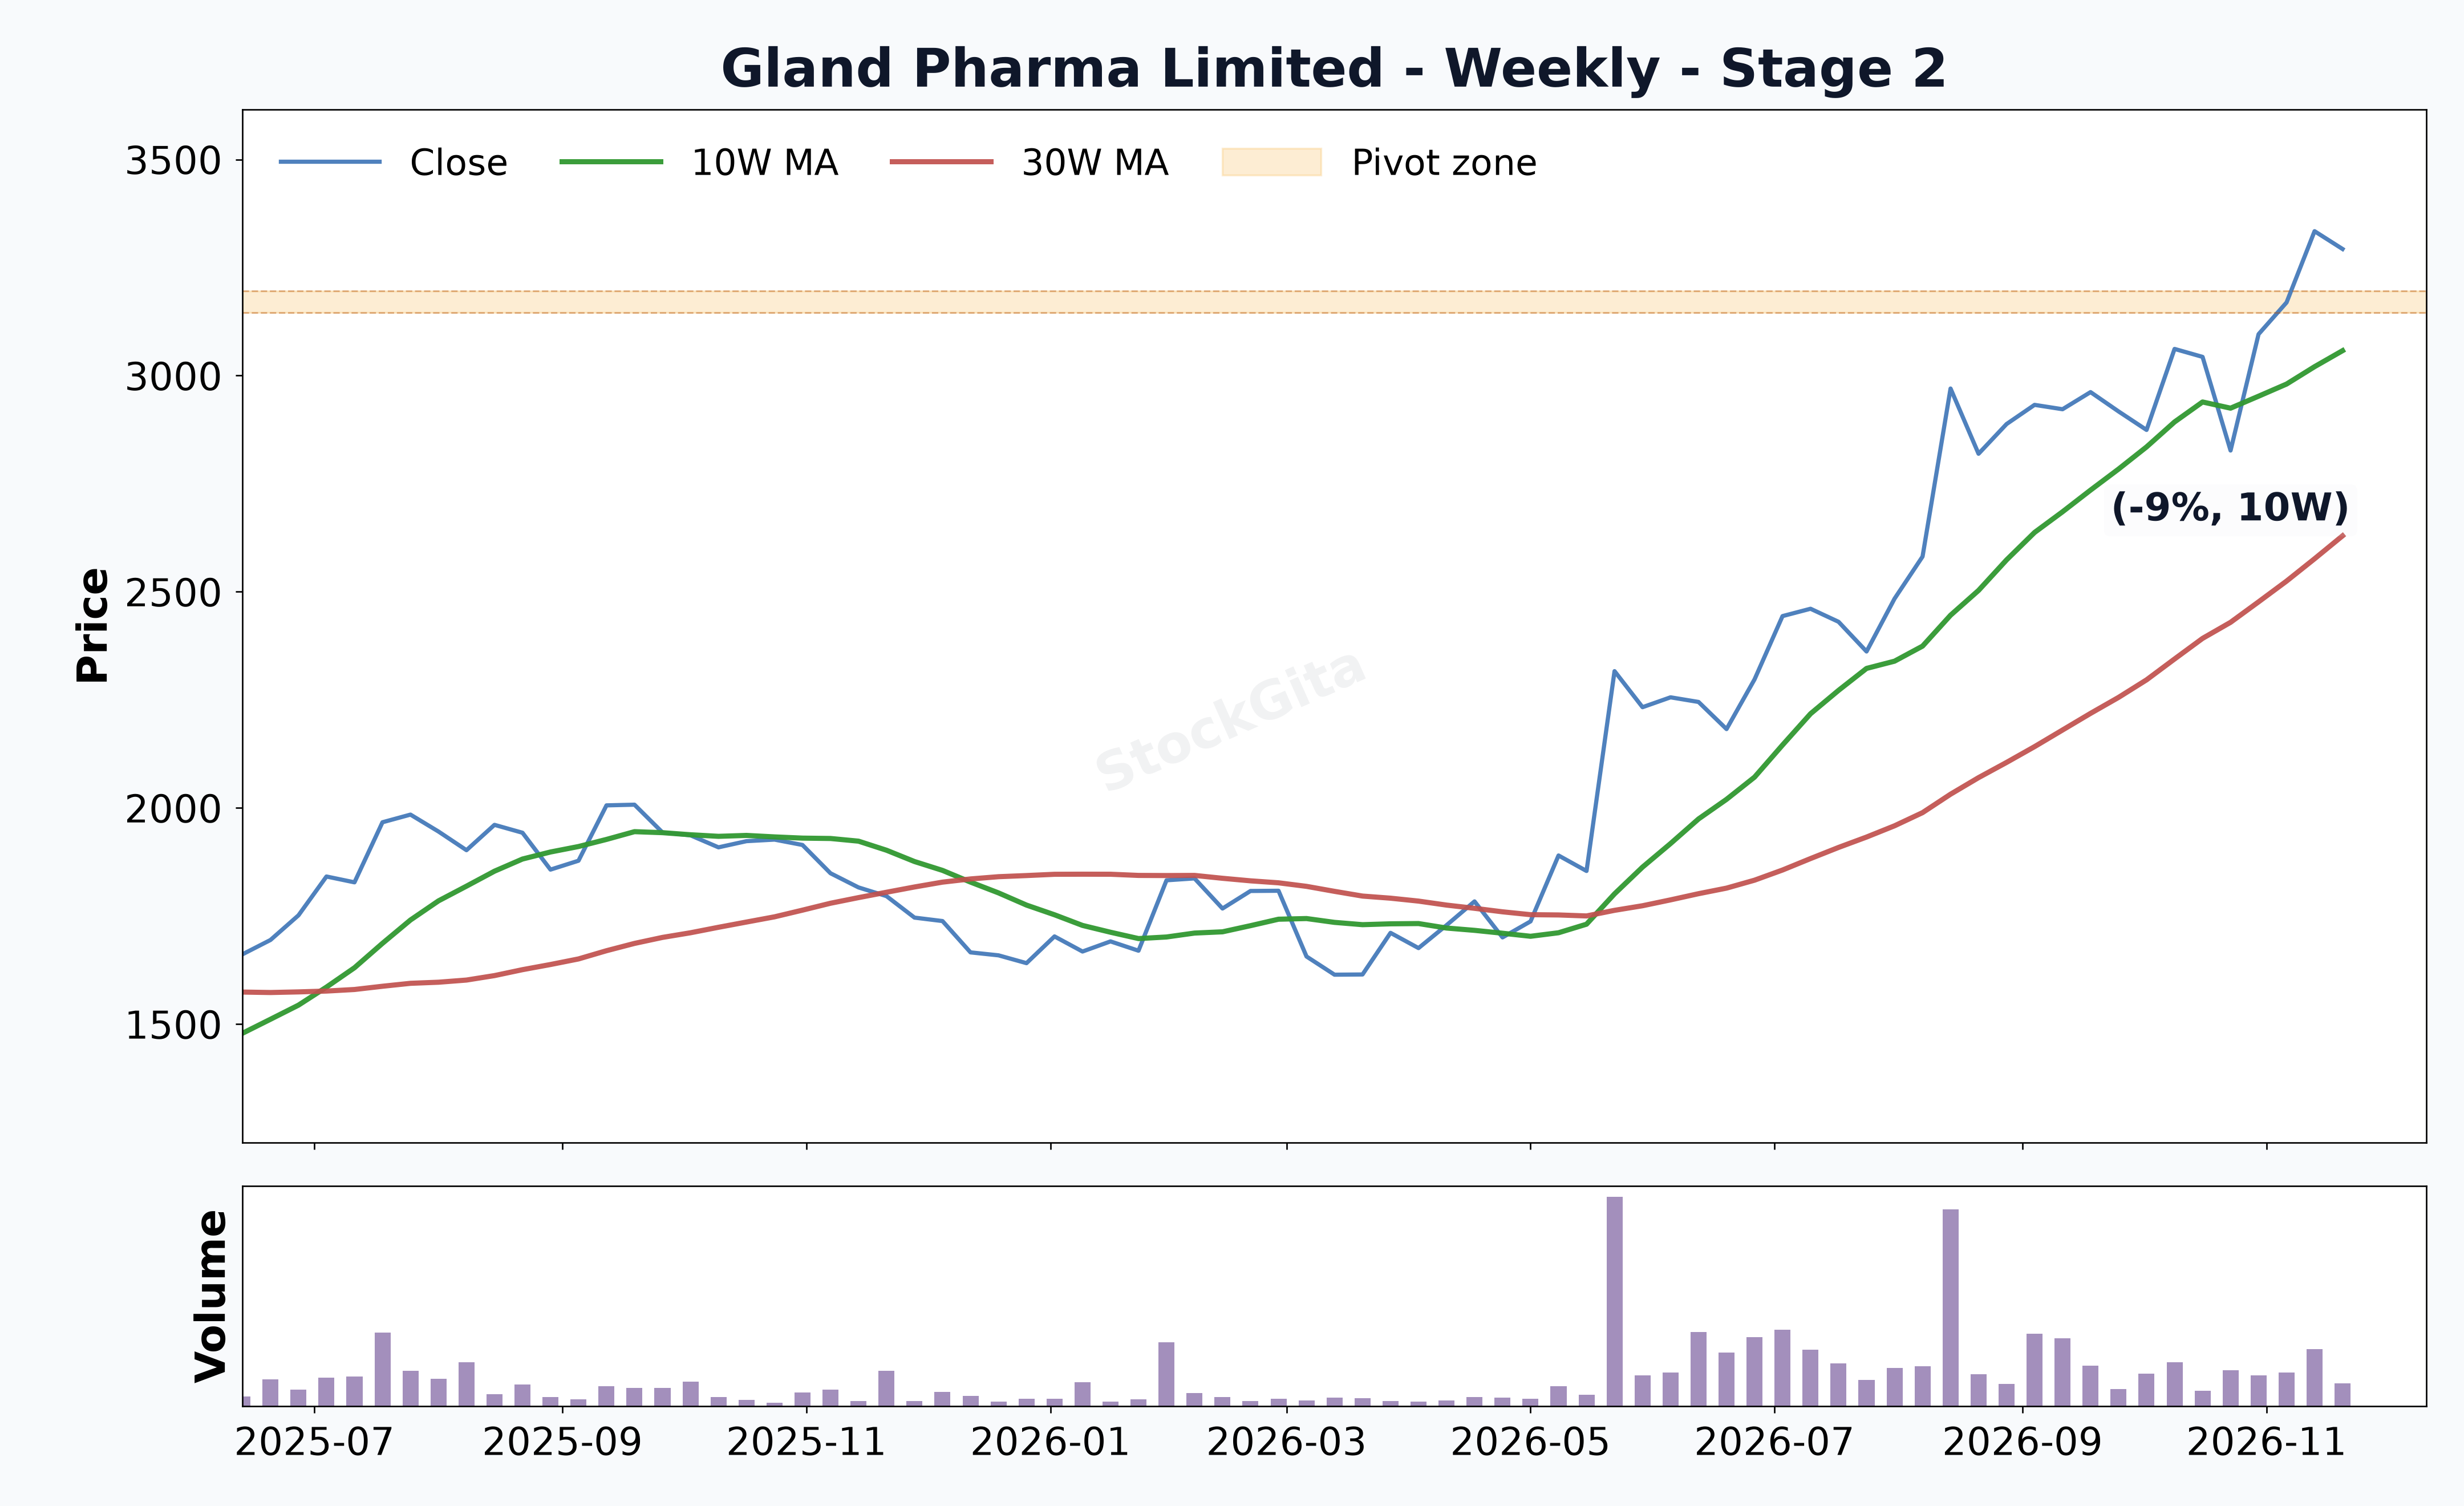 Gland Pharma Limited - Weekly - Stage 2
Close 10W MA 30W MA Pivot zone
3500
3000
2500
2000
1500
Price
(-9%, 10W)
StockGita
Volume
2025-07 2025-09 2025-11 2026-01 2026-03 2026-05 2026-07 2026-09 2026-11